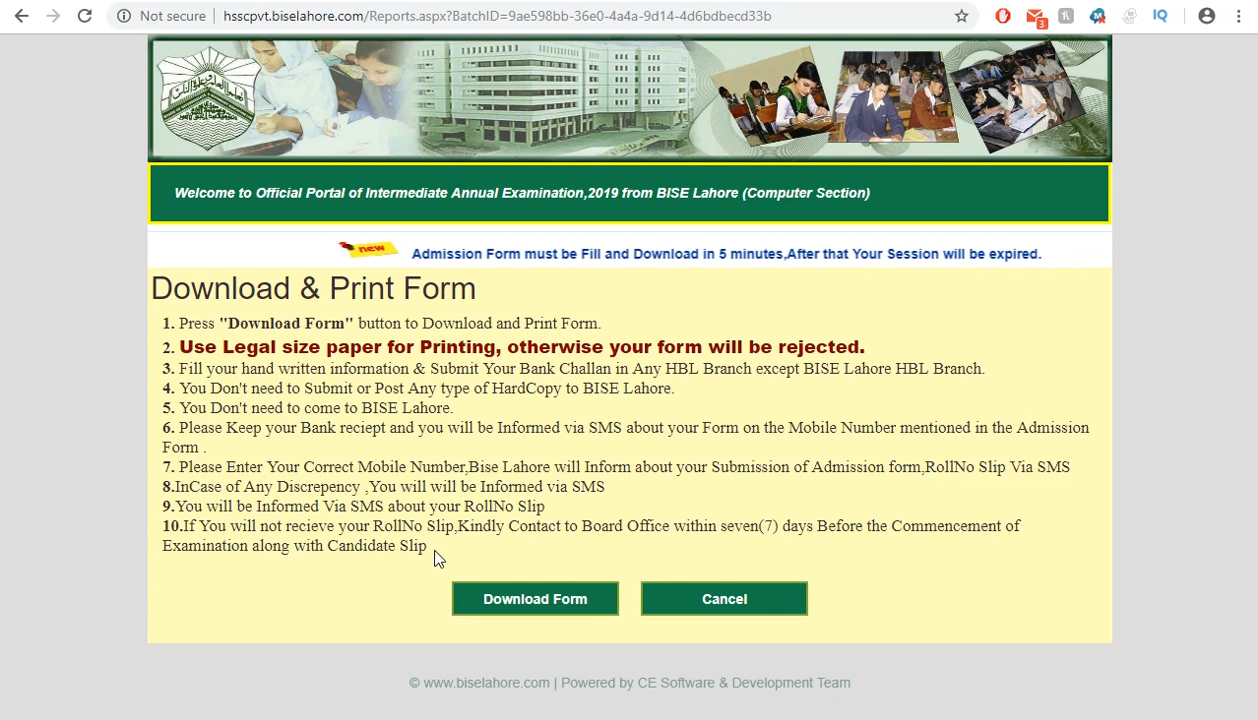 Not secure | hsscpvt.biselahore.com/Reports.aspx?BatchID=9ae598bb-36e0-4a4a-9d14-4d6bdbecd33b
3
IQ
Welcome to Official Portal of Intermediate Annual Examination,2019 from BISE Lahore (Computer Section)
new
Admission Form must be Fill and Download in 5 minutes,After that Your Session will be expired.
Download & Print Form
1. Press "Download Form" button to Download and Print Form.
2. Use Legal size paper for Printing, otherwise your form will be rejected.
3. Fill your hand written information & Submit Your Bank Challan in Any HBL Branch except BISE Lahore HBL Branch.
4. You Don't need to Submit or Post Any type of HardCopy to BISE Lahore.
5. You Don't need to come to BISE Lahore.
6. Please Keep your Bank reciept and you will be Informed via SMS about your Form on the Mobile Number mentioned in the Admission
Form .
7. Please Enter Your Correct Mobile Number,Bise Lahore will Inform about your Submission of Admission form,RollNo Slip Via SMS
8.InCase of Any Discrepency ,You will will be Informed via SMS
9.You will be Informed Via SMS about your RollNo Slip
10.If You will not recieve your RollNo Slip,Kindly Contact to Board Office within seven(7) days Before the Commencement of
Examination along with Candidate Slip
Download Form
Cancel
© www.biselahore.com | Powered by CE Software & Development Team